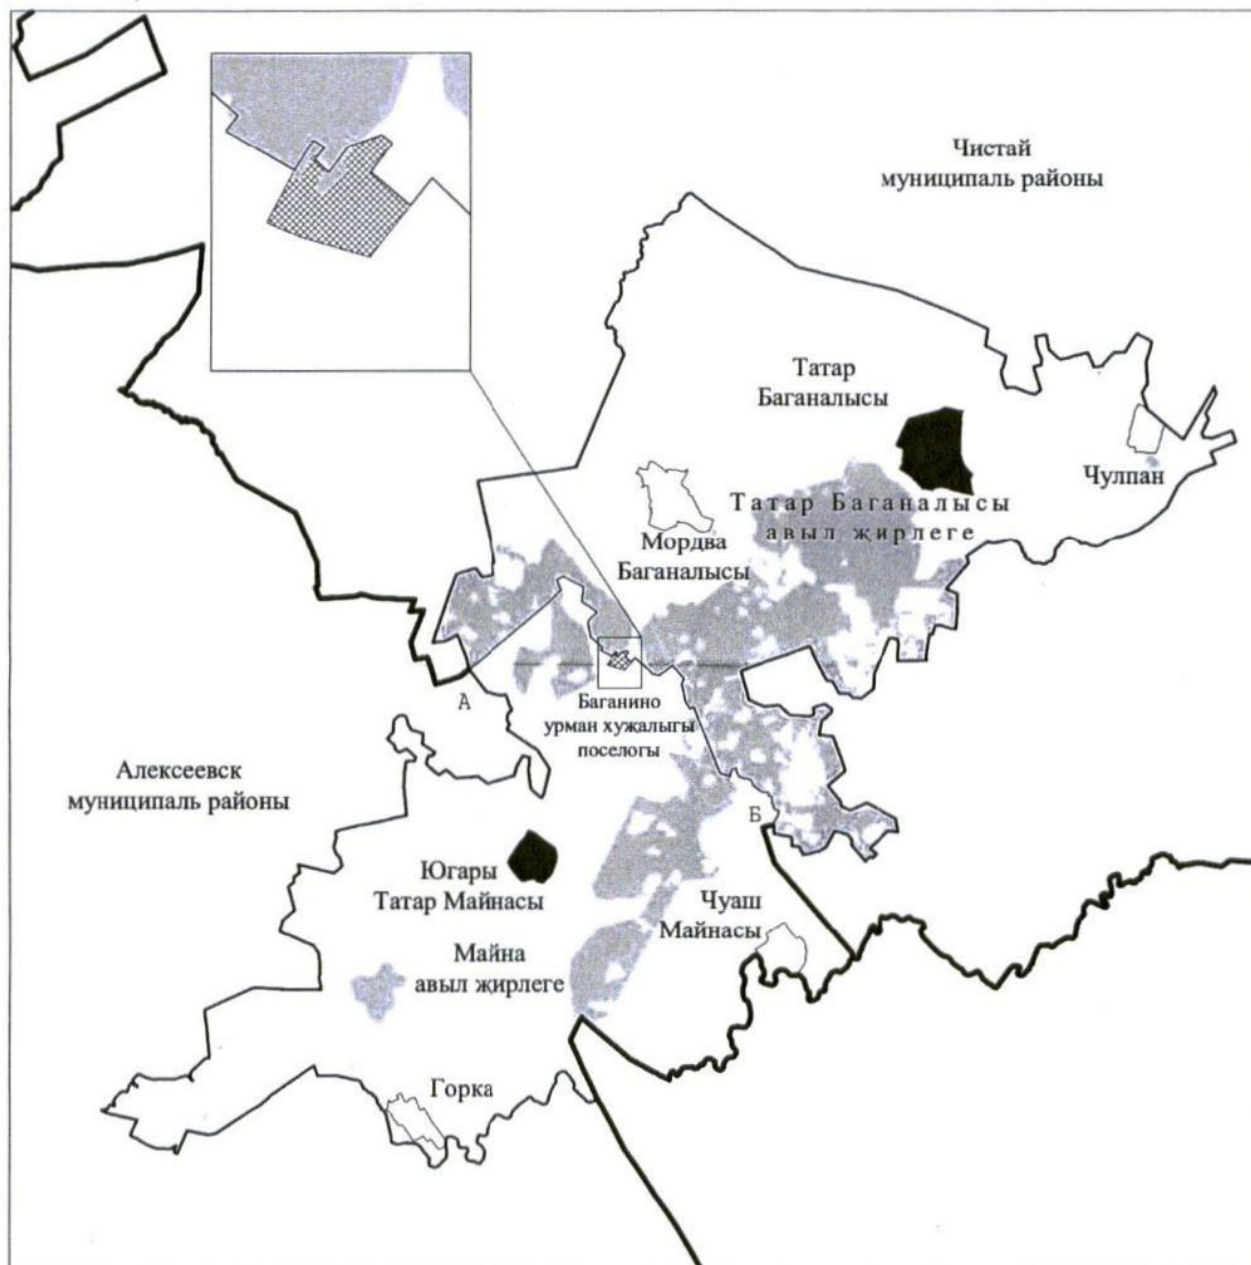 Чистай
муниципаль районы
Татар
Баганалысы
Чулпан
Татар Баганалысы
авыл җирлеге
Мордва
Баганалысы
А
Баганино
урман хуҗалыгы
поселогы
Алексеевск
муниципаль районы
Б
Югары
Татар Майнасы
Чуаш
Майнасы
Майна
авыл җирлеге
Горка